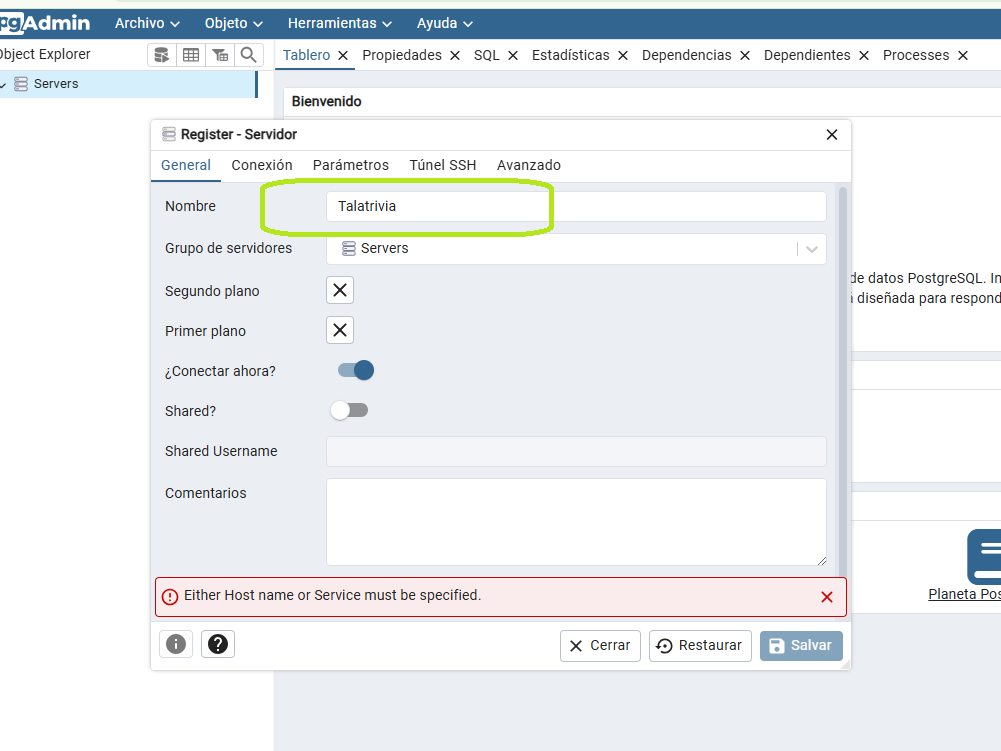 pgAdmin Archivo Objeto Herramientas Ayuda
Object Explorer
Tablero Propiedades SQL Estadísticas Dependencias Dependientes Processes
Servers
Bienvenido
Register - Servidor
General Conexión Parámetros Túnel SSH Avanzado
Nombre Talatrivia
Grupo de servidores Servers
Segundo plano
de datos PostgreSQL. In
diseñada para respond
Primer plano
¿Conectar ahora?
Shared?
Shared Username
Comentarios
Either Host name or Service must be specified.
Planeta Pos
Cerrar Restaurar Salvar